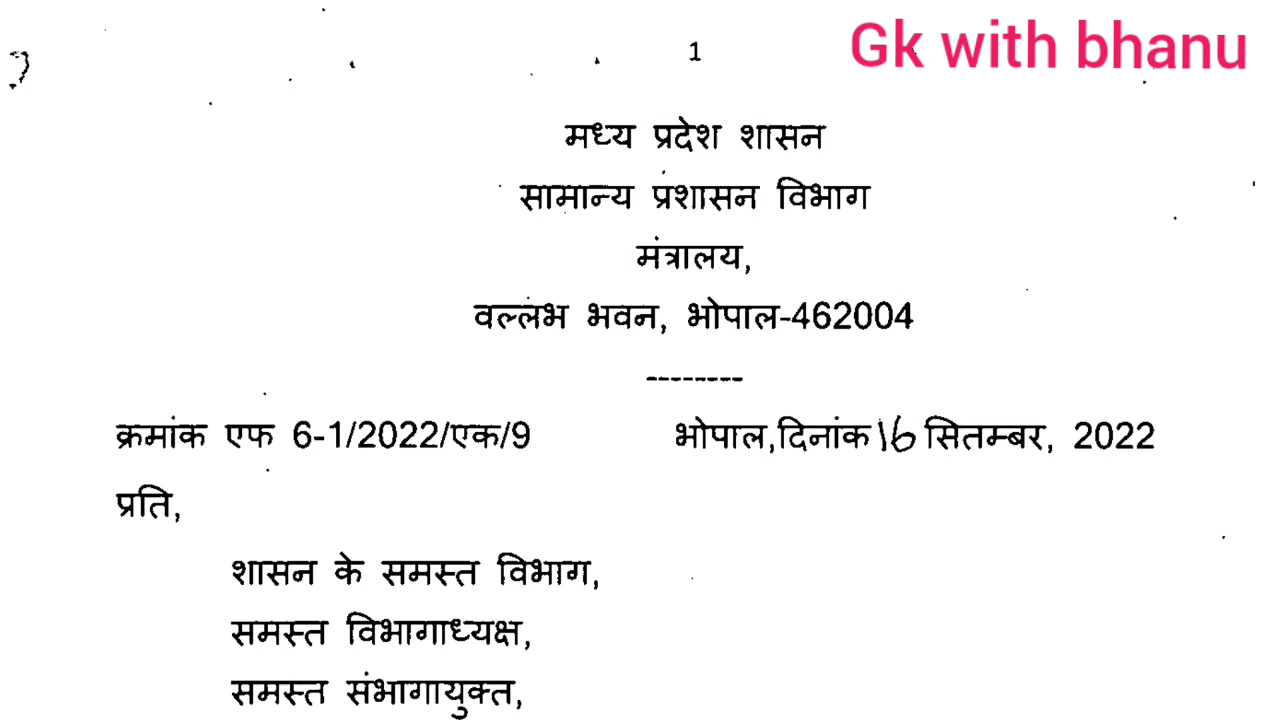 1
Gk with bhanu
मध्य प्रदेश शासन
सामान्य प्रशासन विभाग
मंत्रालय,
वल्लभ भवन, भोपाल-462004
--------
क्रमांक एफ 6-1/2022/एक/9 भोपाल,दिनांक 16 सितम्बर, 2022
प्रति,
शासन के समस्त विभाग,
समस्त विभागाध्यक्ष,
समस्त संभागायुक्त,